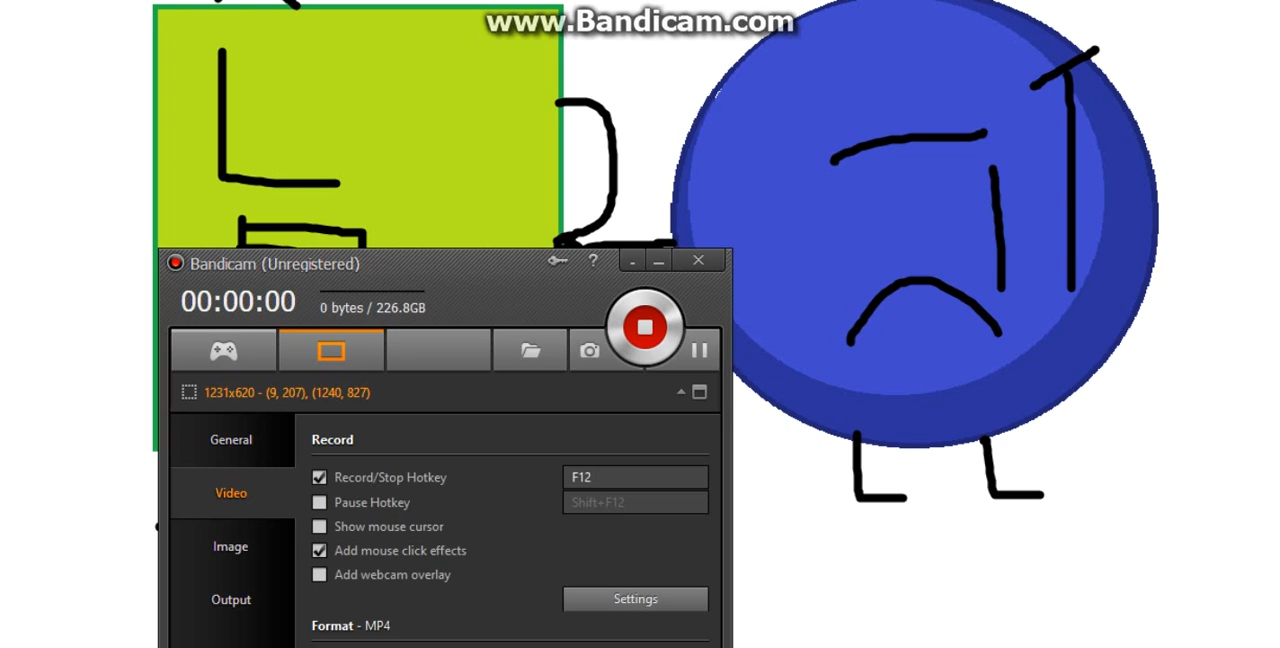 www.Bandicam.com
Bandicam (Unregistered)
?
00:00:00
0 bytes / 226.8GB
1231x620 - (9, 207), (1240, 827)
General
Record
Record/Stop Hotkey
F12
Video
Pause Hotkey
Shift+F12
Show mouse cursor
Image
Add mouse click effects
Add webcam overlay
Output
Settings
Format - MP4